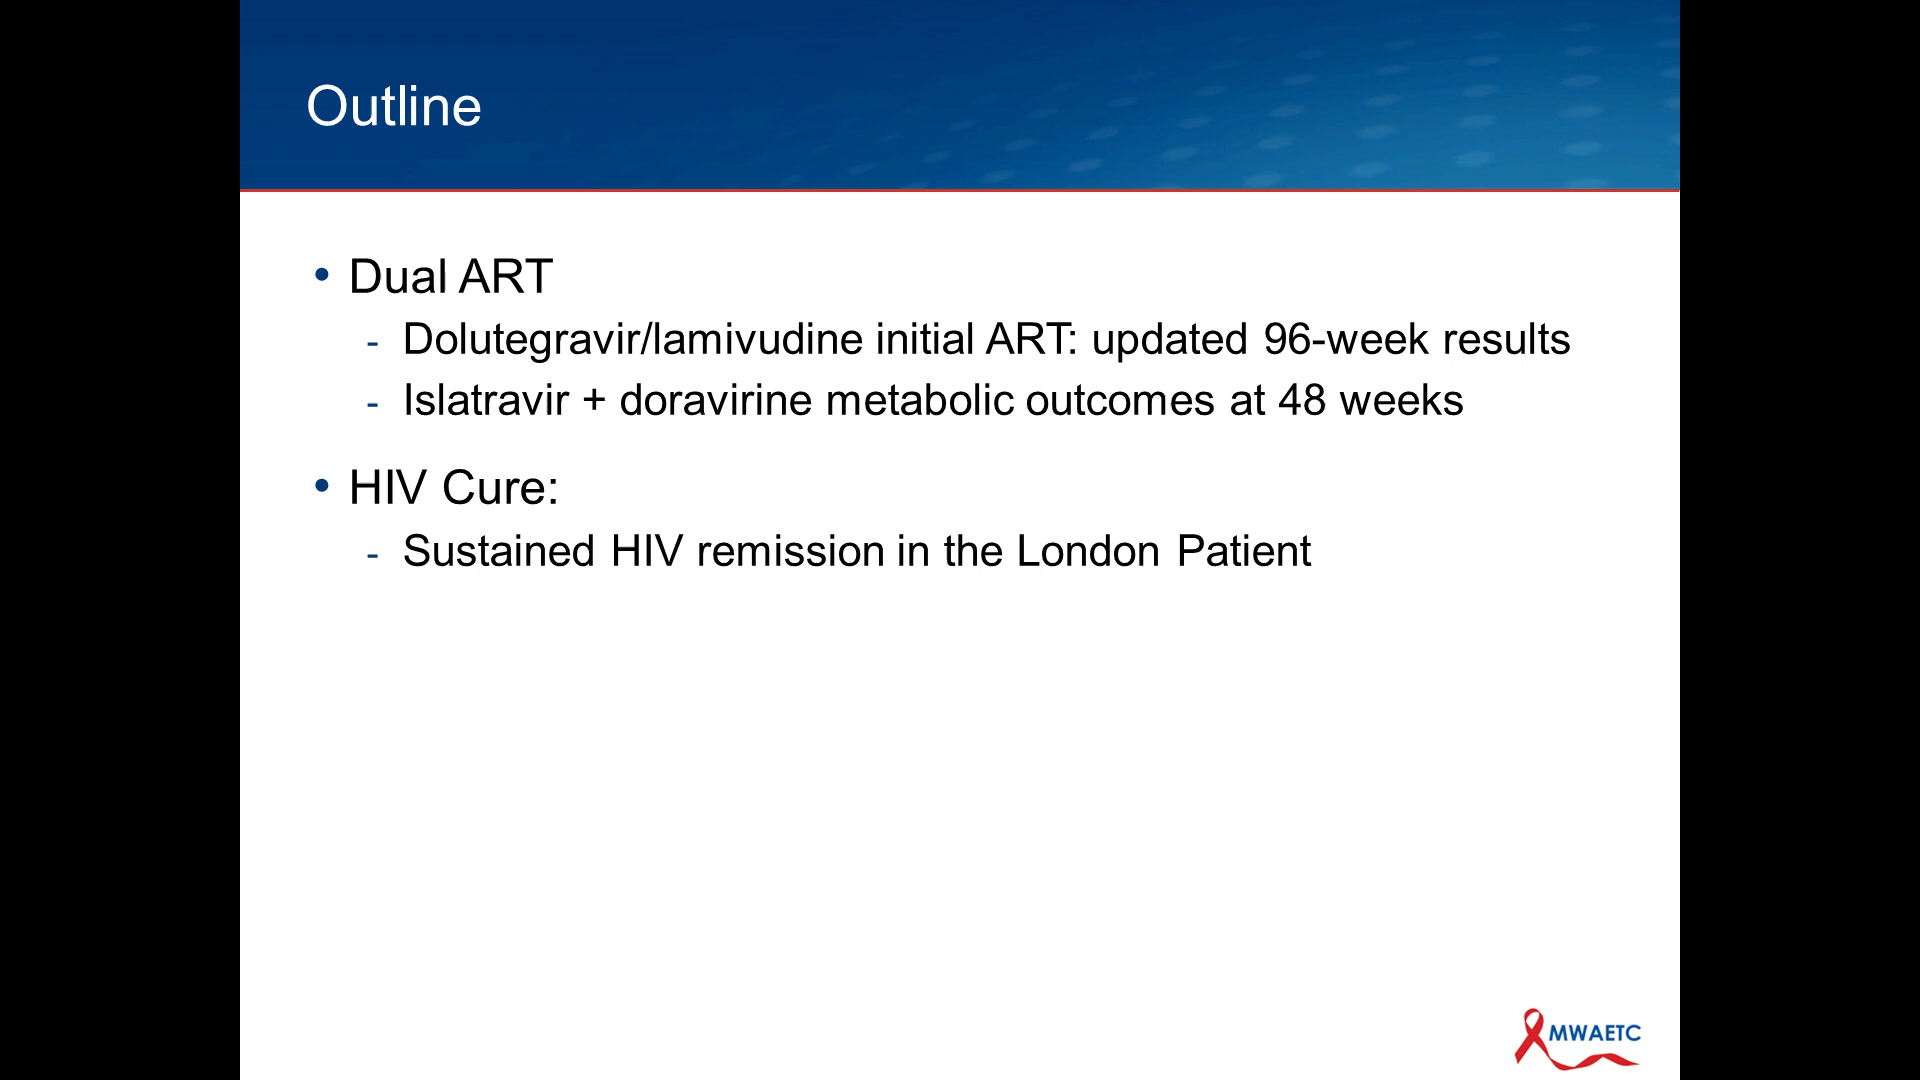 Outline
• Dual ART
- Dolutegravir/lamivudine initial ART: updated 96-week results
- Islatravir + doravirine metabolic outcomes at 48 weeks
• HIV Cure:
- Sustained HIV remission in the London Patient
MWAETC